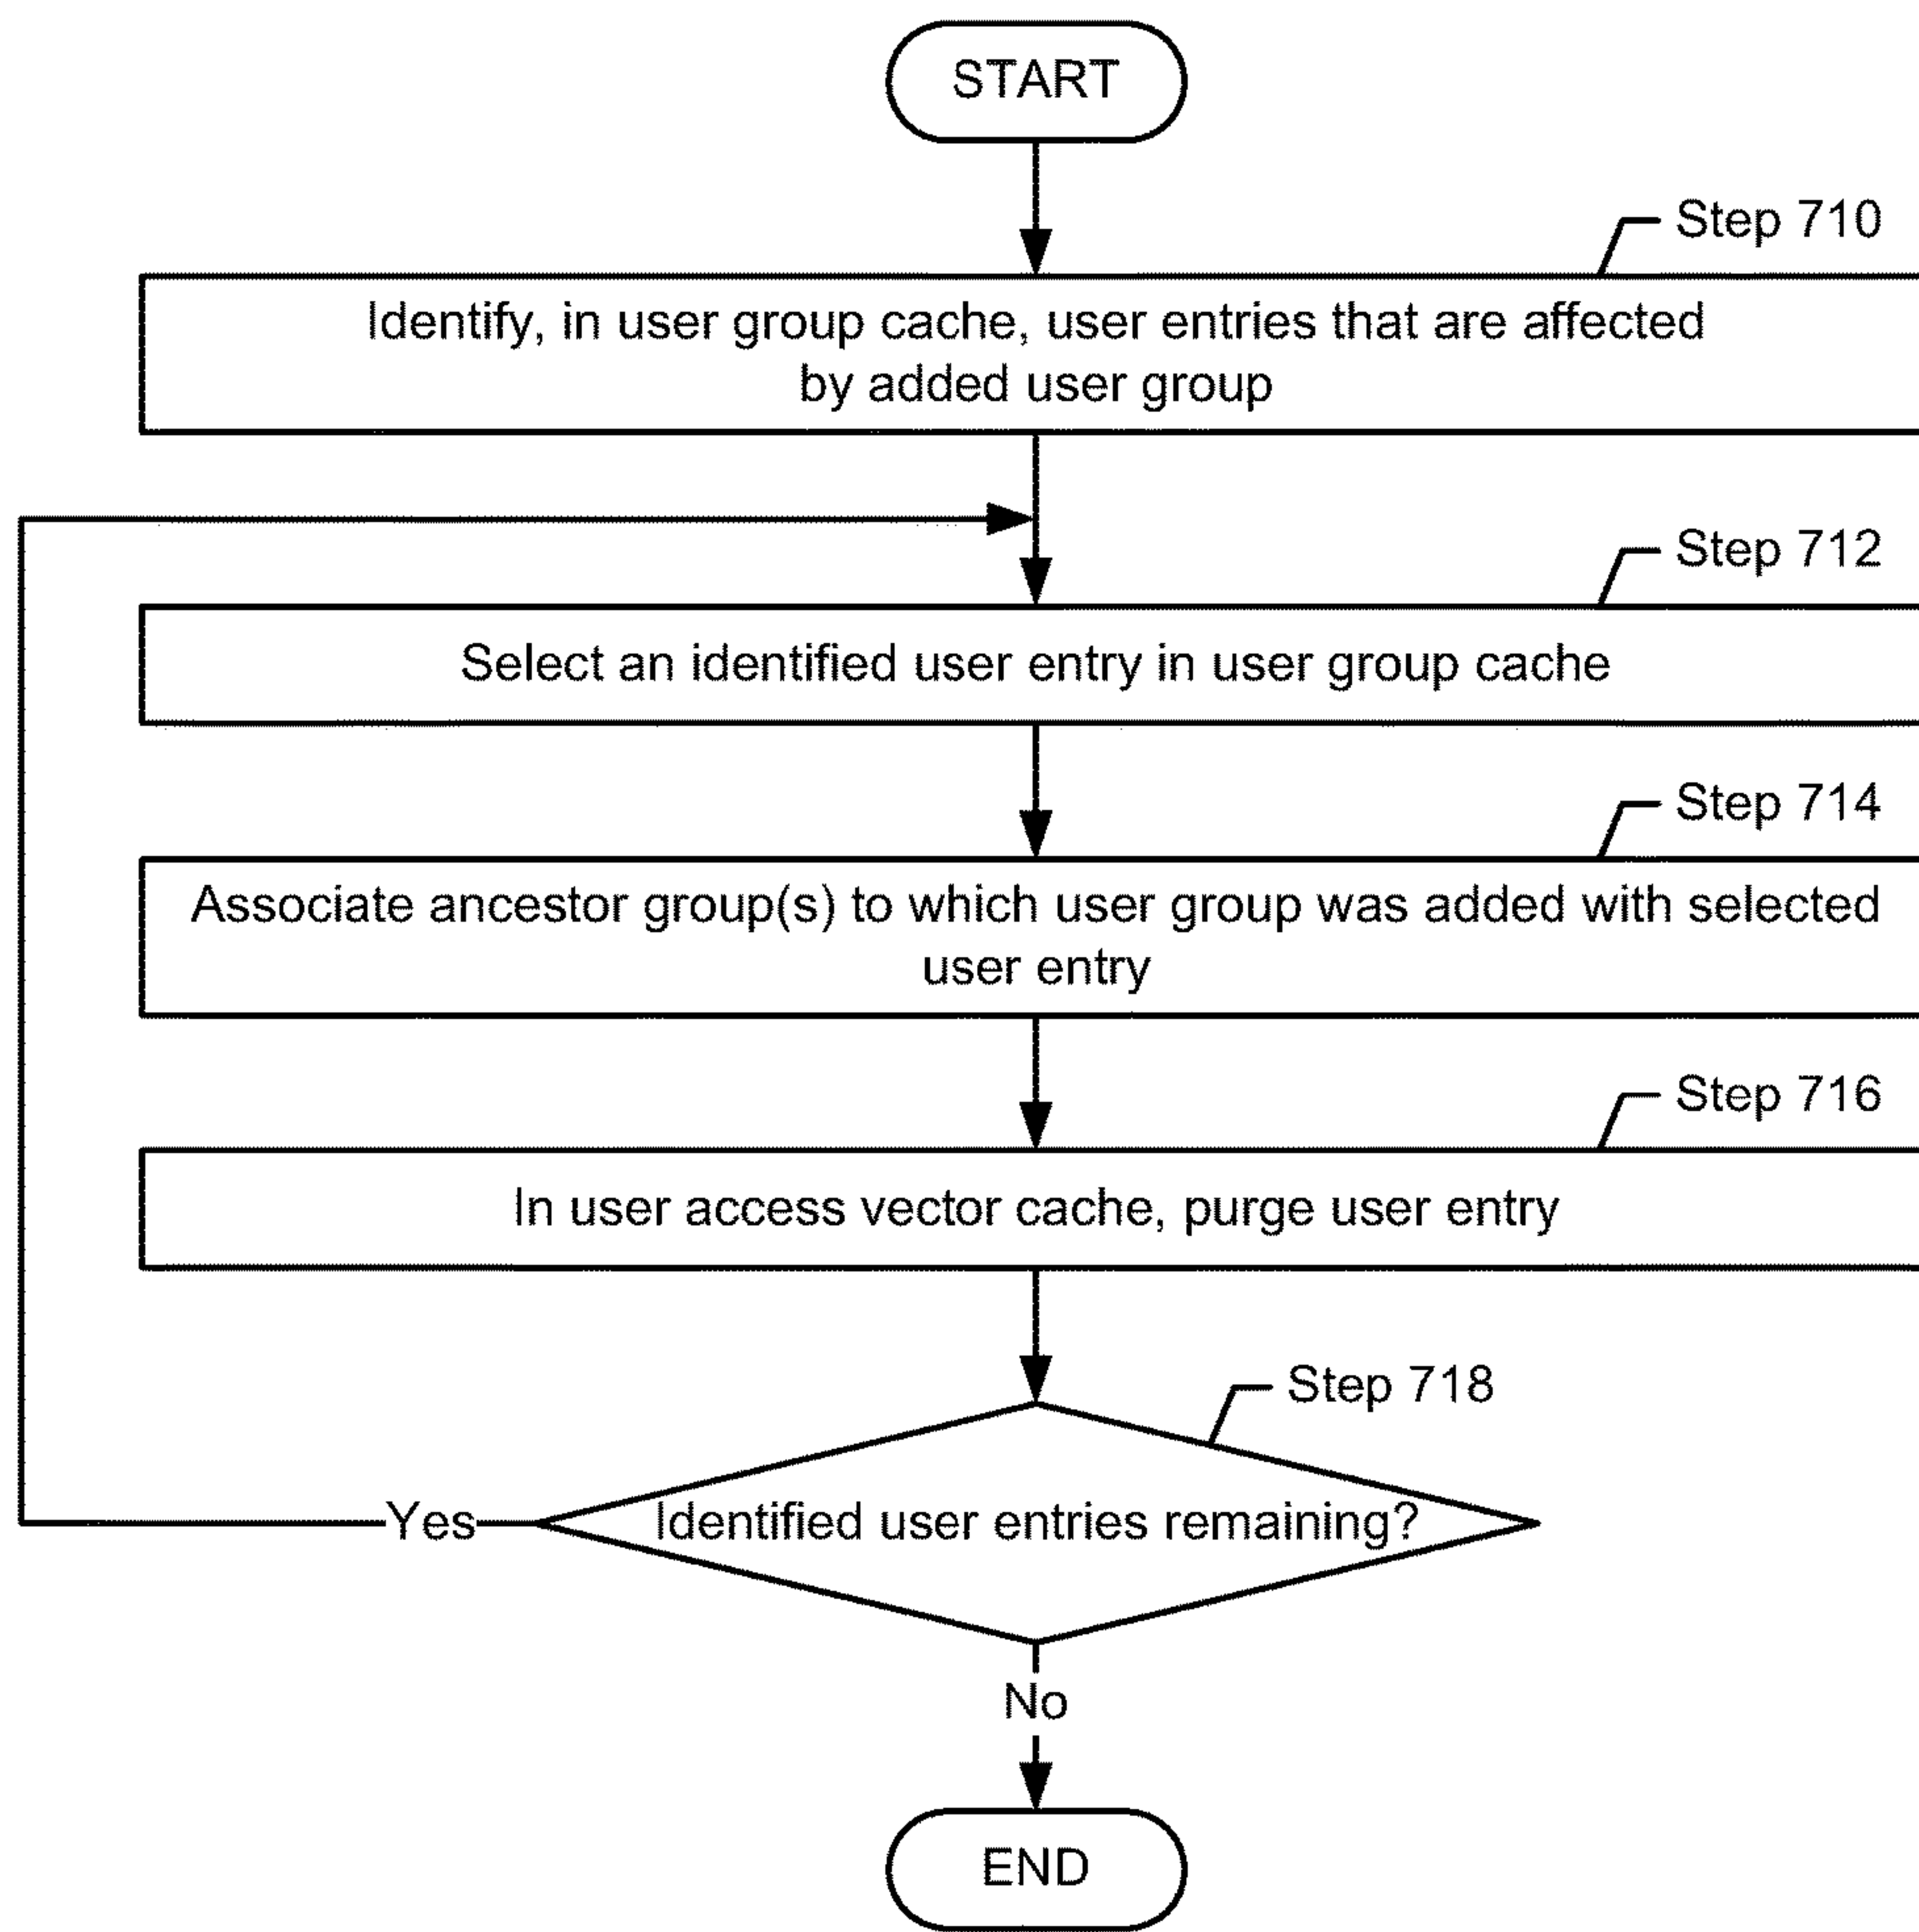 START
Step 710
Identify, in user group cache, user entries that are affected
by added user group
Step 712
Select an identified user entry in user group cache
Step 714
Associate ancestor group(s) to which user group was added with selected
user entry
Step 716
In user access vector cache, purge user entry
Step 718
Yes
Identified user entries remaining?
No
END